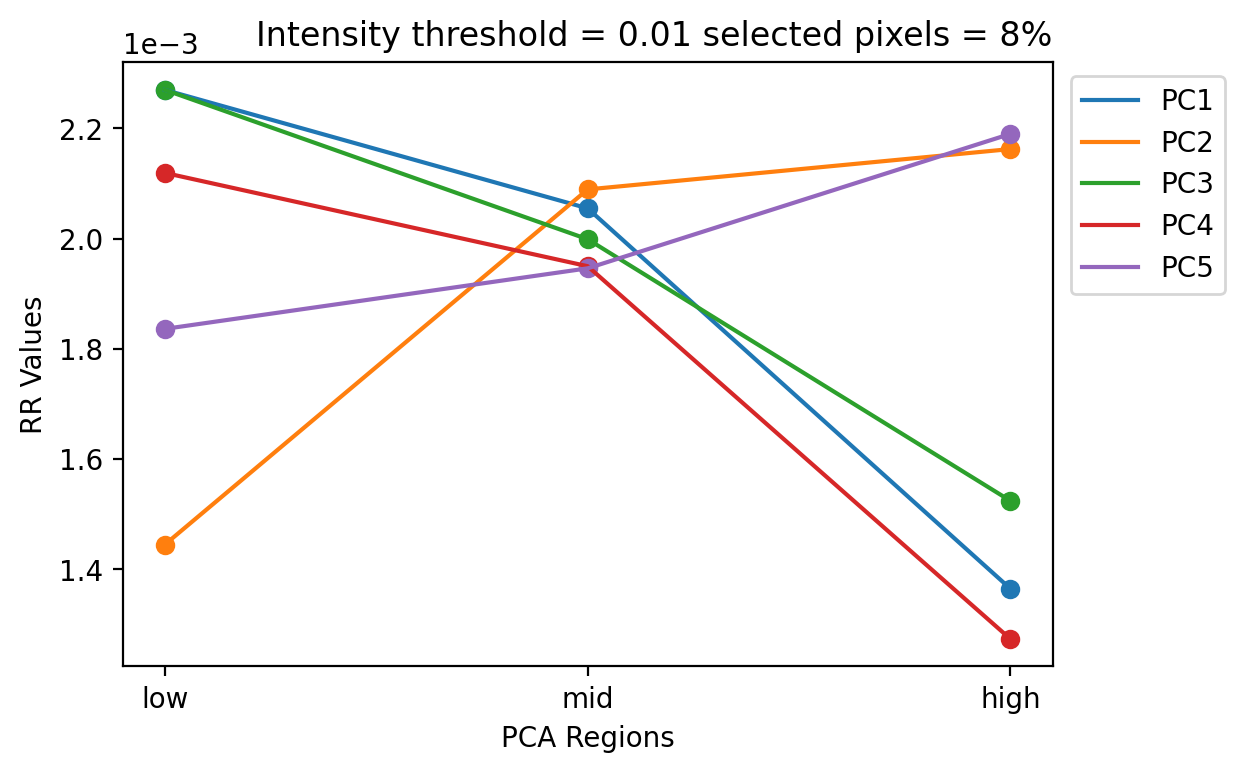 Intensity threshold = 0.01 selected pixels = 8%
1e−3
2.2
2.0
1.8
1.6
1.4
RR Values
low
mid
high
PCA Regions
PC1
PC2
PC3
PC4
PC5